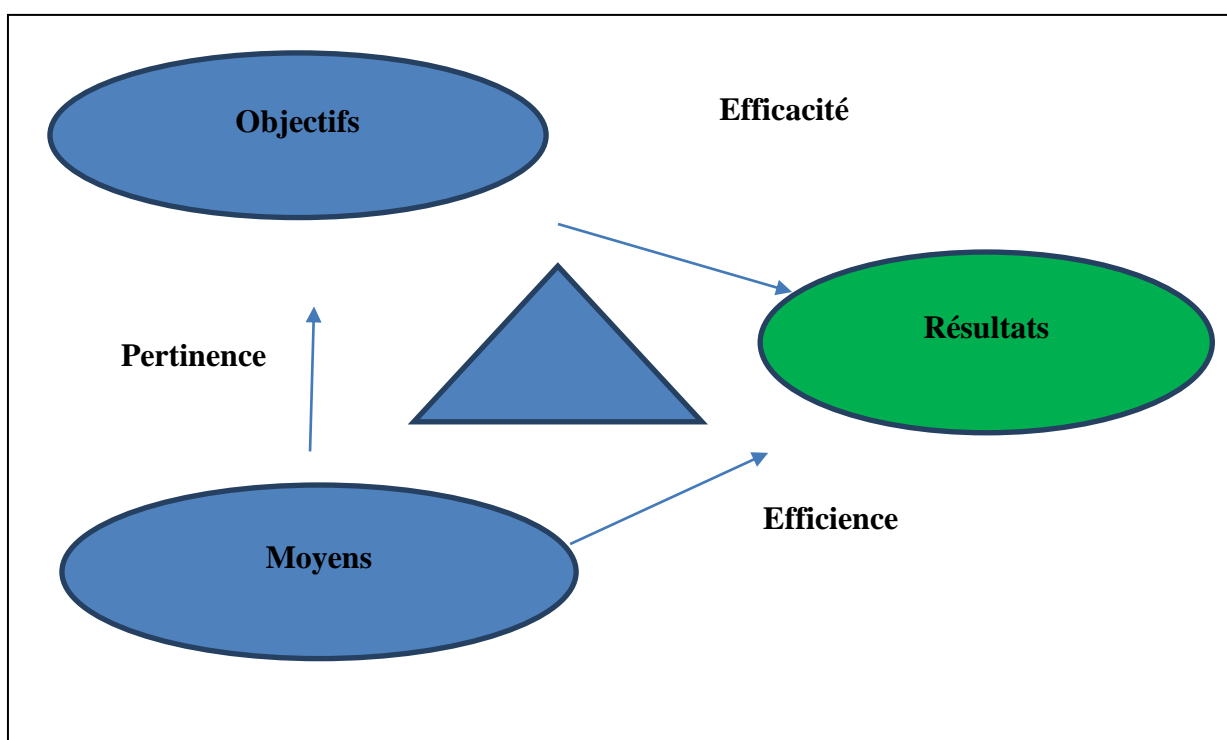 Objectifs
Efficacité
Résultats
Pertinence
Efficience
Moyens